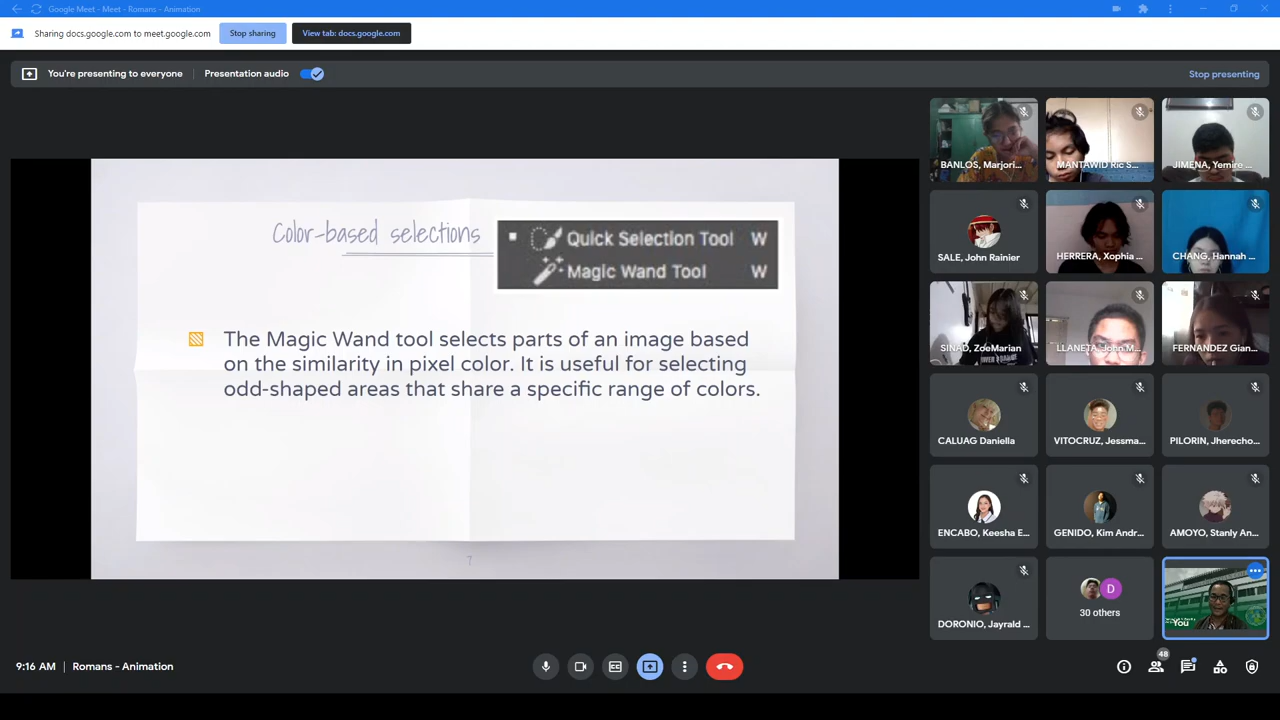 Google Meet - Meet - Romans - Animation
Sharing docs.google.com to meet.google.com
Stop sharing
View tab: docs.google.com
You're presenting to everyone
Presentation audio
Stop presenting
Color-based selections
Quick Selection Tool W
Magic Wand Tool W
The Magic Wand tool selects parts of an image based
on the similarity in pixel color. It is useful for selecting
odd-shaped areas that share a specific range of colors.
7
BANLOS, Marjori...
MANTAWID Ric S...
JIMENA, Yemire ...
SALE, John Rainier
HERRERA, Xophia ...
CHANG, Hannah ...
SINAD, ZoeMarian
LLANETA, John M...
FERNANDEZ Gian...
CALUAG Daniella
VITOCRUZ, Jessma...
PILORIN, Jherecho...
ENCABO, Keesha E...
GENIDO, Kim Andr...
AMOYO, Stanly An...
DORONIO, Jayrald ...
D
30 others
You
9:16 AM | Romans - Animation
48